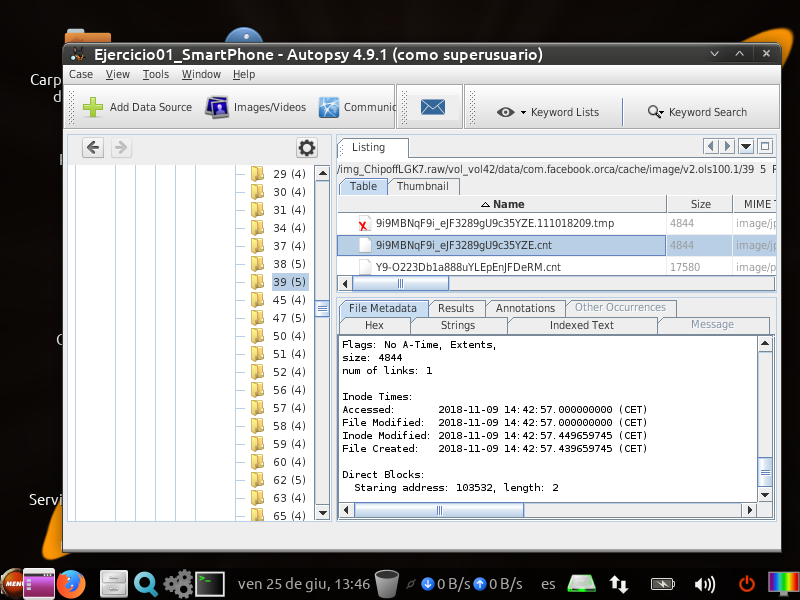 Ejercicio01_SmartPhone - Autopsy 4.9.1 (como superusuario)
Case View Tools Window Help
Carp
d
Add Data Source Images/Videos Communic Keyword Lists Keyword Search
Listing
/img_ChipoffLGK7.raw/vol_vol42/data/com.facebook.orca/cache/image/v2.ols100.1/39 5
Table Thumbnail
Name Size MIME T
9i9MBNqF9i_eJF3289gU9c35YZE.111018209.tmp 4844 image/j
9i9MBNqF9i_eJF3289gU9c35YZE.cnt 4844 image/j
Y9-O223Db1a888uYLEpEnJFDeRM.cnt 17580 image/p
29 (4)
30 (4)
31 (4)
34 (4)
37 (4)
38 (5)
39 (5)
45 (4)
47 (5)
50 (4)
51 (4)
52 (4)
56 (4)
57 (4)
58 (4)
59 (4)
60 (4)
62 (5)
63 (4)
65 (4)
File Metadata Results Annotations Other Occurrences
Hex Strings Indexed Text Message
Flags: No A-Time, Extents,
size: 4844
num of links: 1
Inode Times:
Accessed: 2018-11-09 14:42:57.000000000 (CET)
File Modified: 2018-11-09 14:42:57.000000000 (CET)
Inode Modified: 2018-11-09 14:42:57.449659745 (CET)
File Created: 2018-11-09 14:42:57.439659745 (CET)
Direct Blocks:
Staring address: 103532, length: 2
Servi
MENU ven 25 de giu, 13:46 0 B/s 0 B/s es